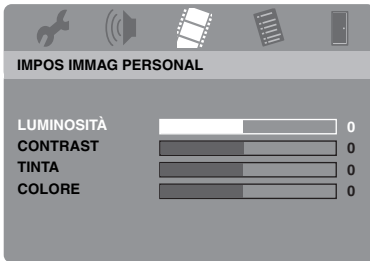 IMPOS IMMAG PERSONAL
LUMINOSITÀ 0
CONTRAST 0
TINTA 0
COLORE 0